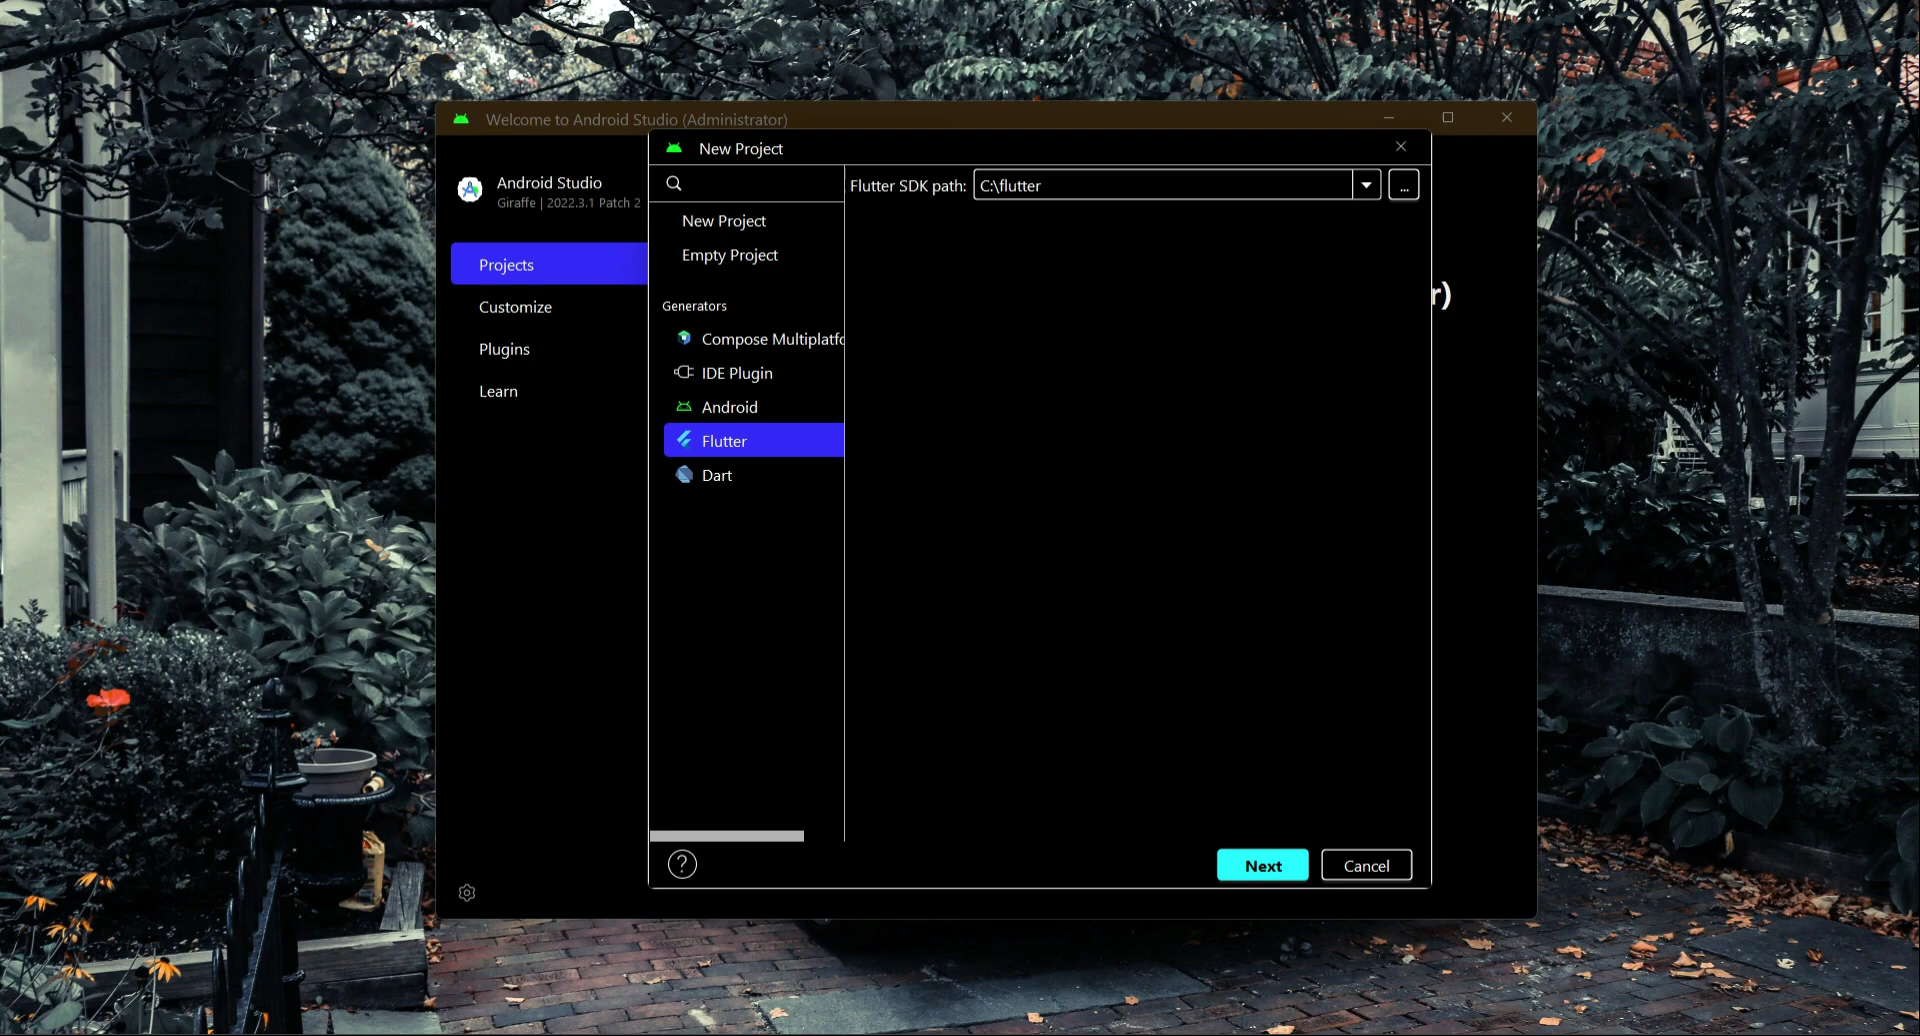 Welcome to Android Studio (Administrator)
New Project
Android Studio
Giraffe | 2022.3.1 Patch 2
Projects
Customize
Plugins
Learn
New Project
Empty Project
Generators
Compose Multiplatfo
IDE Plugin
Android
Flutter
Dart
Flutter SDK path: C:\flutter
...
r)
?
Next
Cancel